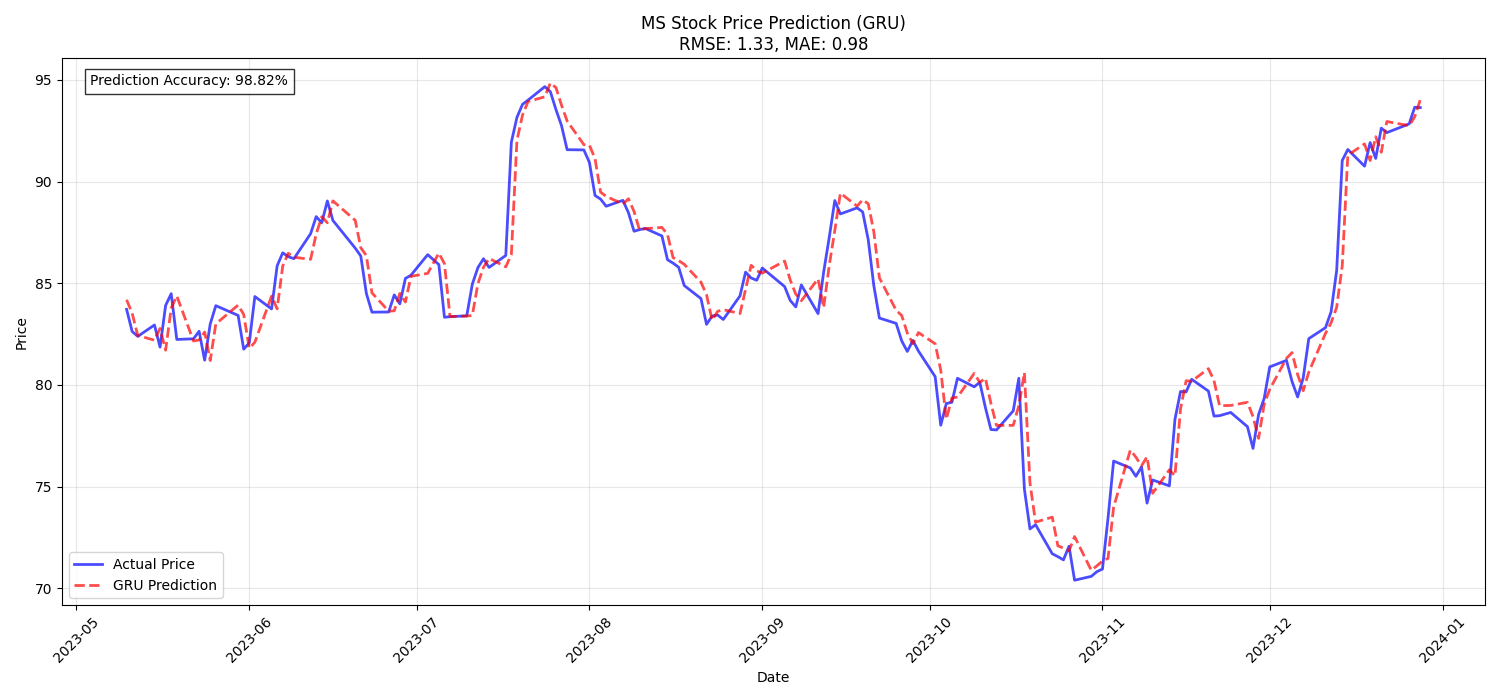 MS Stock Price Prediction (GRU)
RMSE: 1.33, MAE: 0.98
Prediction Accuracy: 98.82%
95
90
85
80
75
70
Price
Actual Price
GRU Prediction
2023-05
2023-06
2023-07
2023-08
2023-09
2023-10
2023-11
2023-12
2024-01
Date